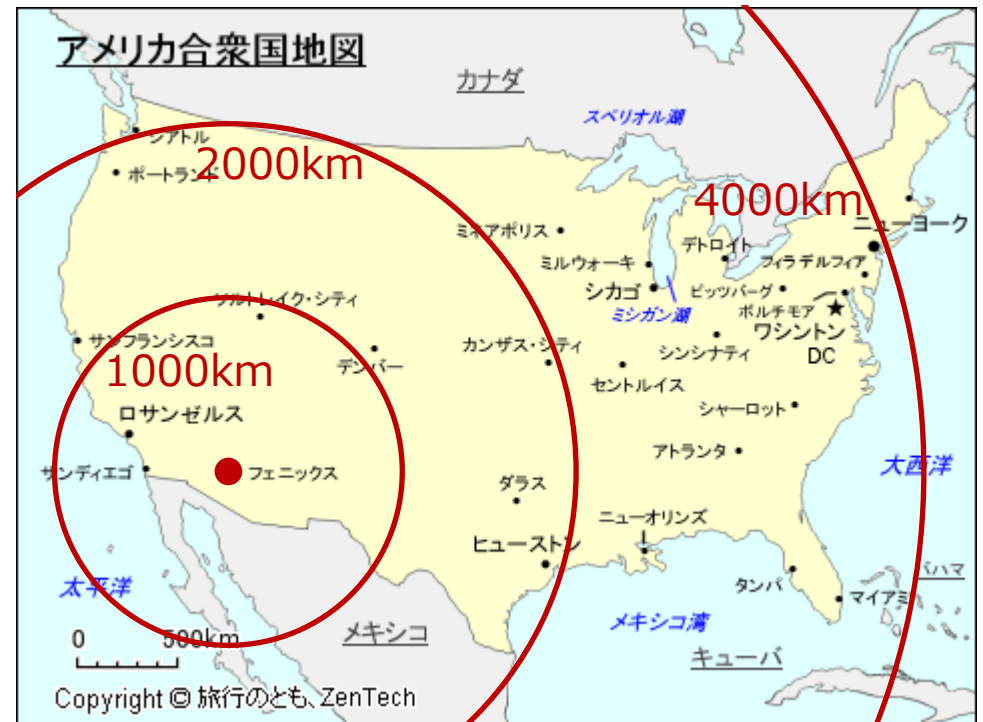 アメリカ合衆国地図
カナダ
スペリオル湖
シアトル
ポートランド
2000km
4000km
ニューヨーク
ミネアポリス
デトロイト
ミルウォーキ
フィラデルフィア
シカゴ
ピッツバーグ
ミシガン湖
ボルチモア
ワシントン
DC
ソルトレイク・シティ
サンフランシスコ
カンザス・シティ
シンシナティ
デンバー
1000km
セントルイス
シャーロット
ロサンゼルス
アトランタ
サンディエゴ
フェニックス
ダラス
大西洋
ニューオリンズ
ヒューストン
バハマ
太平洋
タンパ
マイアミ
メキシコ湾
メキシコ
キューバ
0 500km
Copyright © 旅行のとも、ZenTech